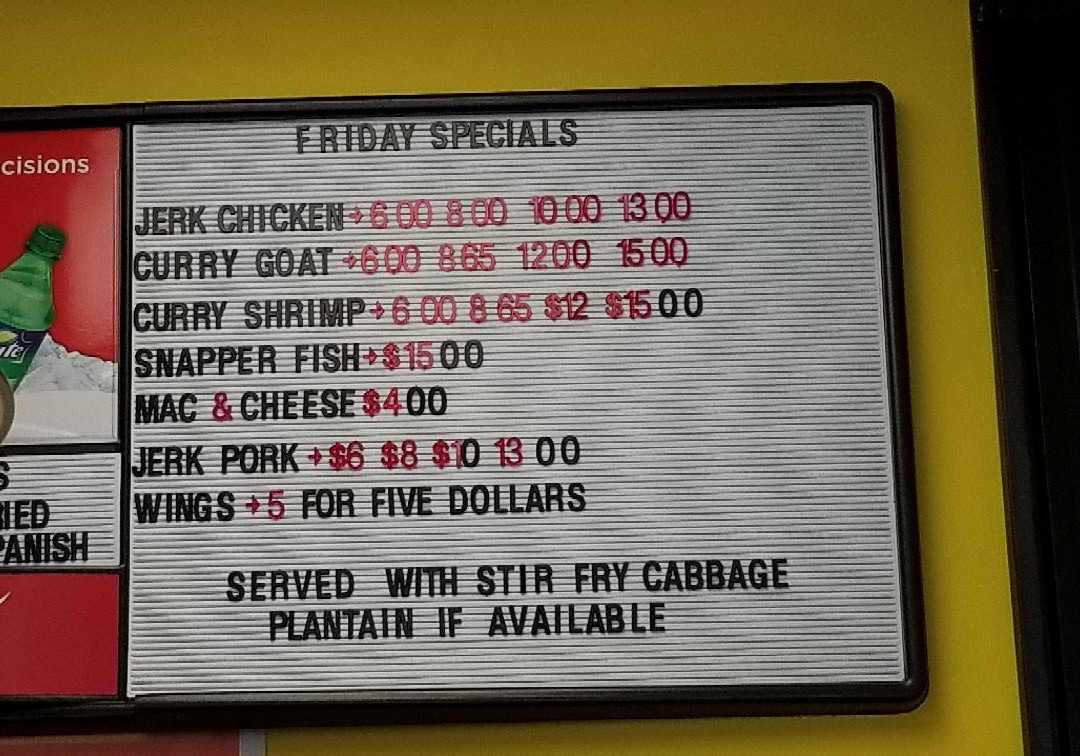 cisions
FRIDAY SPECIALS
JERK CHICKEN→6 00 8 00 10 00 13 00
CURRY GOAT→6 00 8 65 12 00 15 00
CURRY SHRIMP→6 00 8 65 $12 $15 00
SNAPPER FISH→$15 00
MAC & CHEESE $4 00
JERK PORK→$6 $8 $10 13 00
WINGS→5 FOR FIVE DOLLARS
SERVED WITH STIR FRY CABBAGE
PLANTAIN IF AVAILABLE
S
IED
PANISH